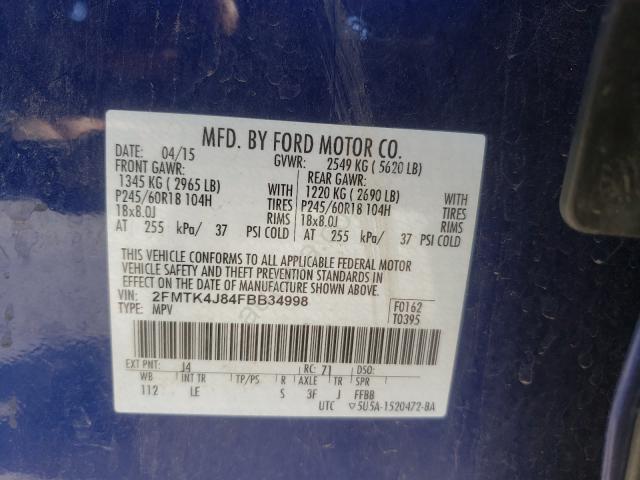 MFD. BY FORD MOTOR CO.
DATE: 04/15 GVWR: 2549 KG ( 5620 LB)
FRONT GAWR: REAR GAWR:
1345 KG ( 2965 LB) WITH 1220 KG ( 2690 LB) WITH
P245/60R18 104H TIRES P245/60R18 104H TIRES
18x8.0J RIMS 18x8.0J RIMS
AT 255 kPa/ 37 PSI COLD AT 255 kPa/ 37 PSI COLD
THIS VEHICLE CONFORMS TO ALL APPLICABLE FEDERAL MOTOR
VEHICLE SAFETY AND THEFT PREVENTION STANDARDS IN
EFFECT ON THE DATE OF MANUFACTURE SHOWN ABOVE.
VIN: 2FMTK4J84FBB34998 F0162
TYPE: MPV T0395
EXT PNT: J4 RC: 71 DSO:
WB INT TR TP/PS R AXLE TR SPR
112 LE S 3F J FFBB
UTC ▽5U5A-1520472-BA